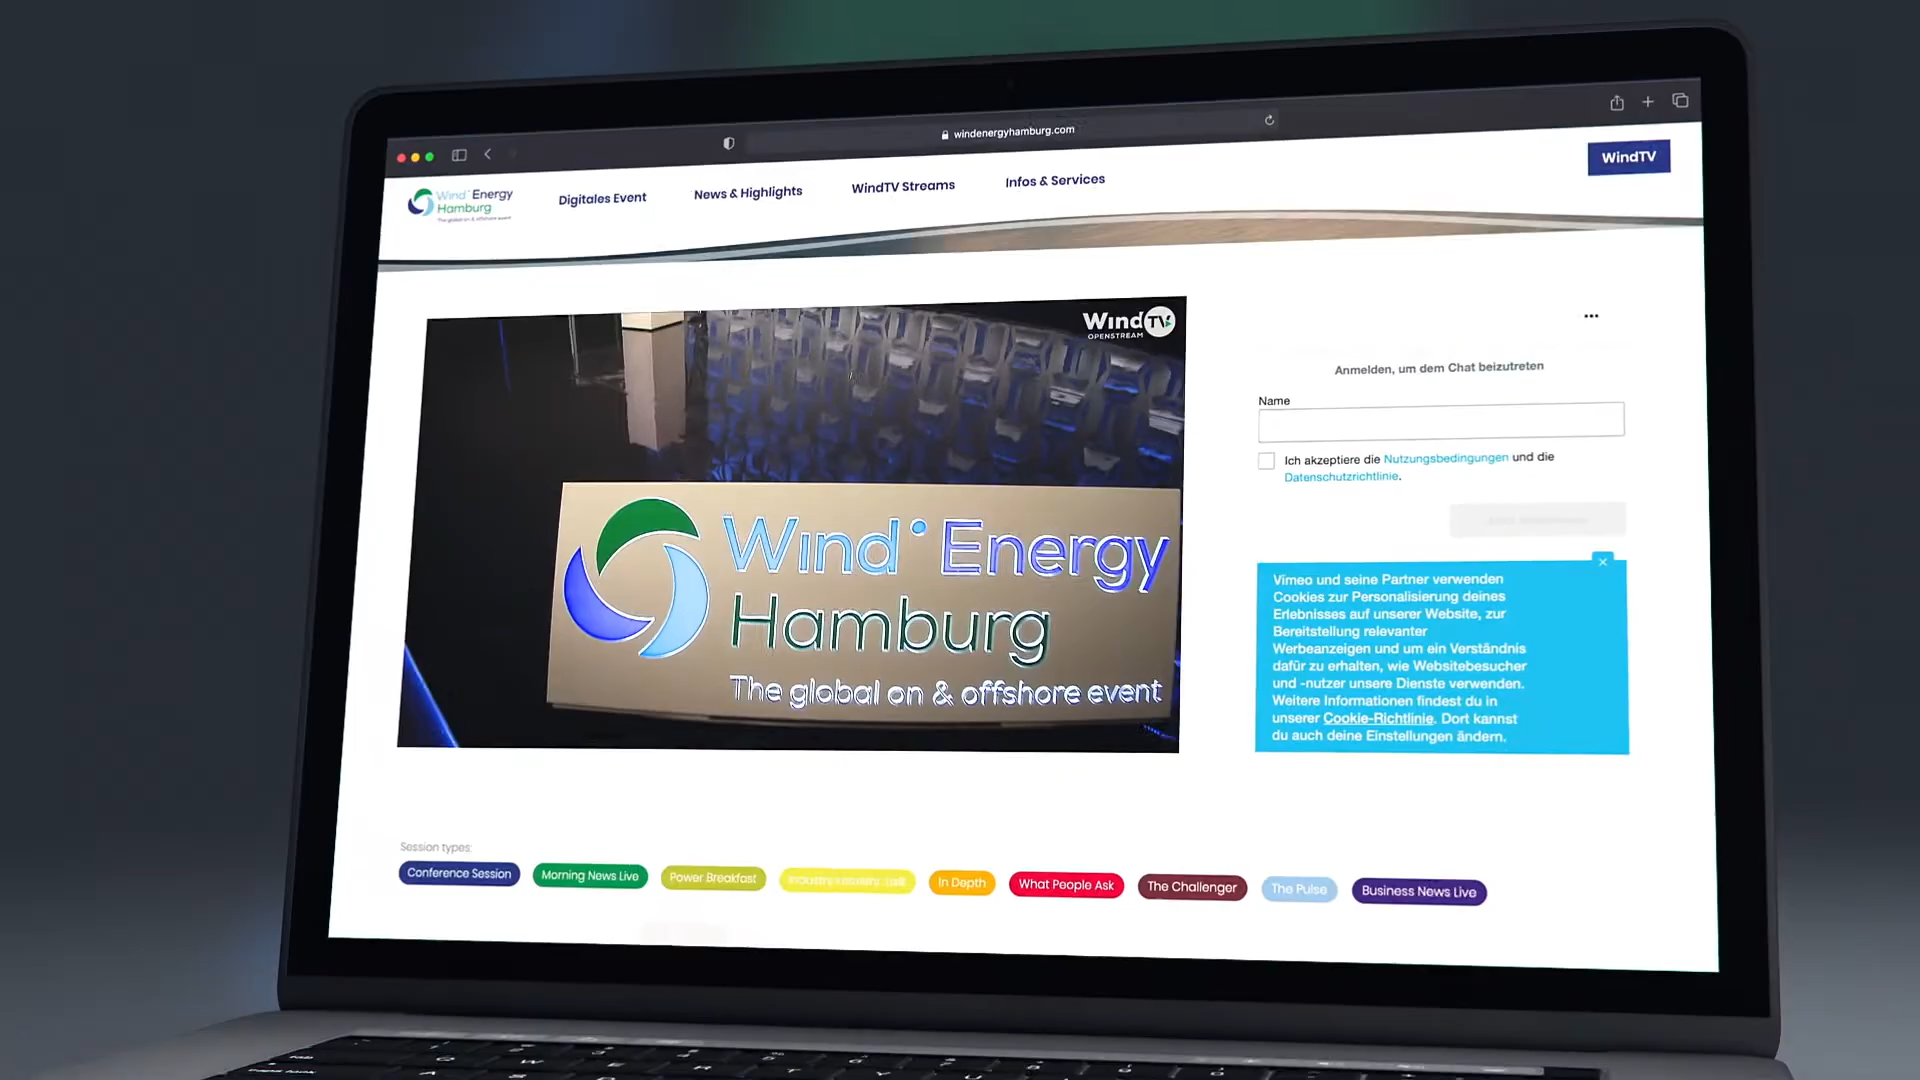 windenergyhamburg.com
WindTV
Wind Energy
Hamburg
The global on & offshore event
Digitales Event
News & Highlights
WindTV Streams
Infos & Services
WindTV
OPENSTREAM
Wind Energy
Hamburg
The global on & offshore event
Anmelden, um dem Chat beizutreten
Name
Ich akzeptiere die Nutzungsbedingungen und die
Datenschutzrichtlinie.
Vimeo und seine Partner verwenden
Cookies zur Personalisierung deines
Erlebnisses auf unserer Website, zur
Bereitstellung relevanter
Werbeanzeigen und um ein Verständnis
dafür zu erhalten, wie Websitebesucher
und -nutzer unsere Dienste verwenden.
Weitere Informationen findest du in
unserer Cookie-Richtlinie. Dort kannst
du auch deine Einstellungen ändern.
Session types:
Conference Session
Morning News Live
Power Breakfast
In Depth
What People Ask
The Challenger
The Pulse
Business News Live